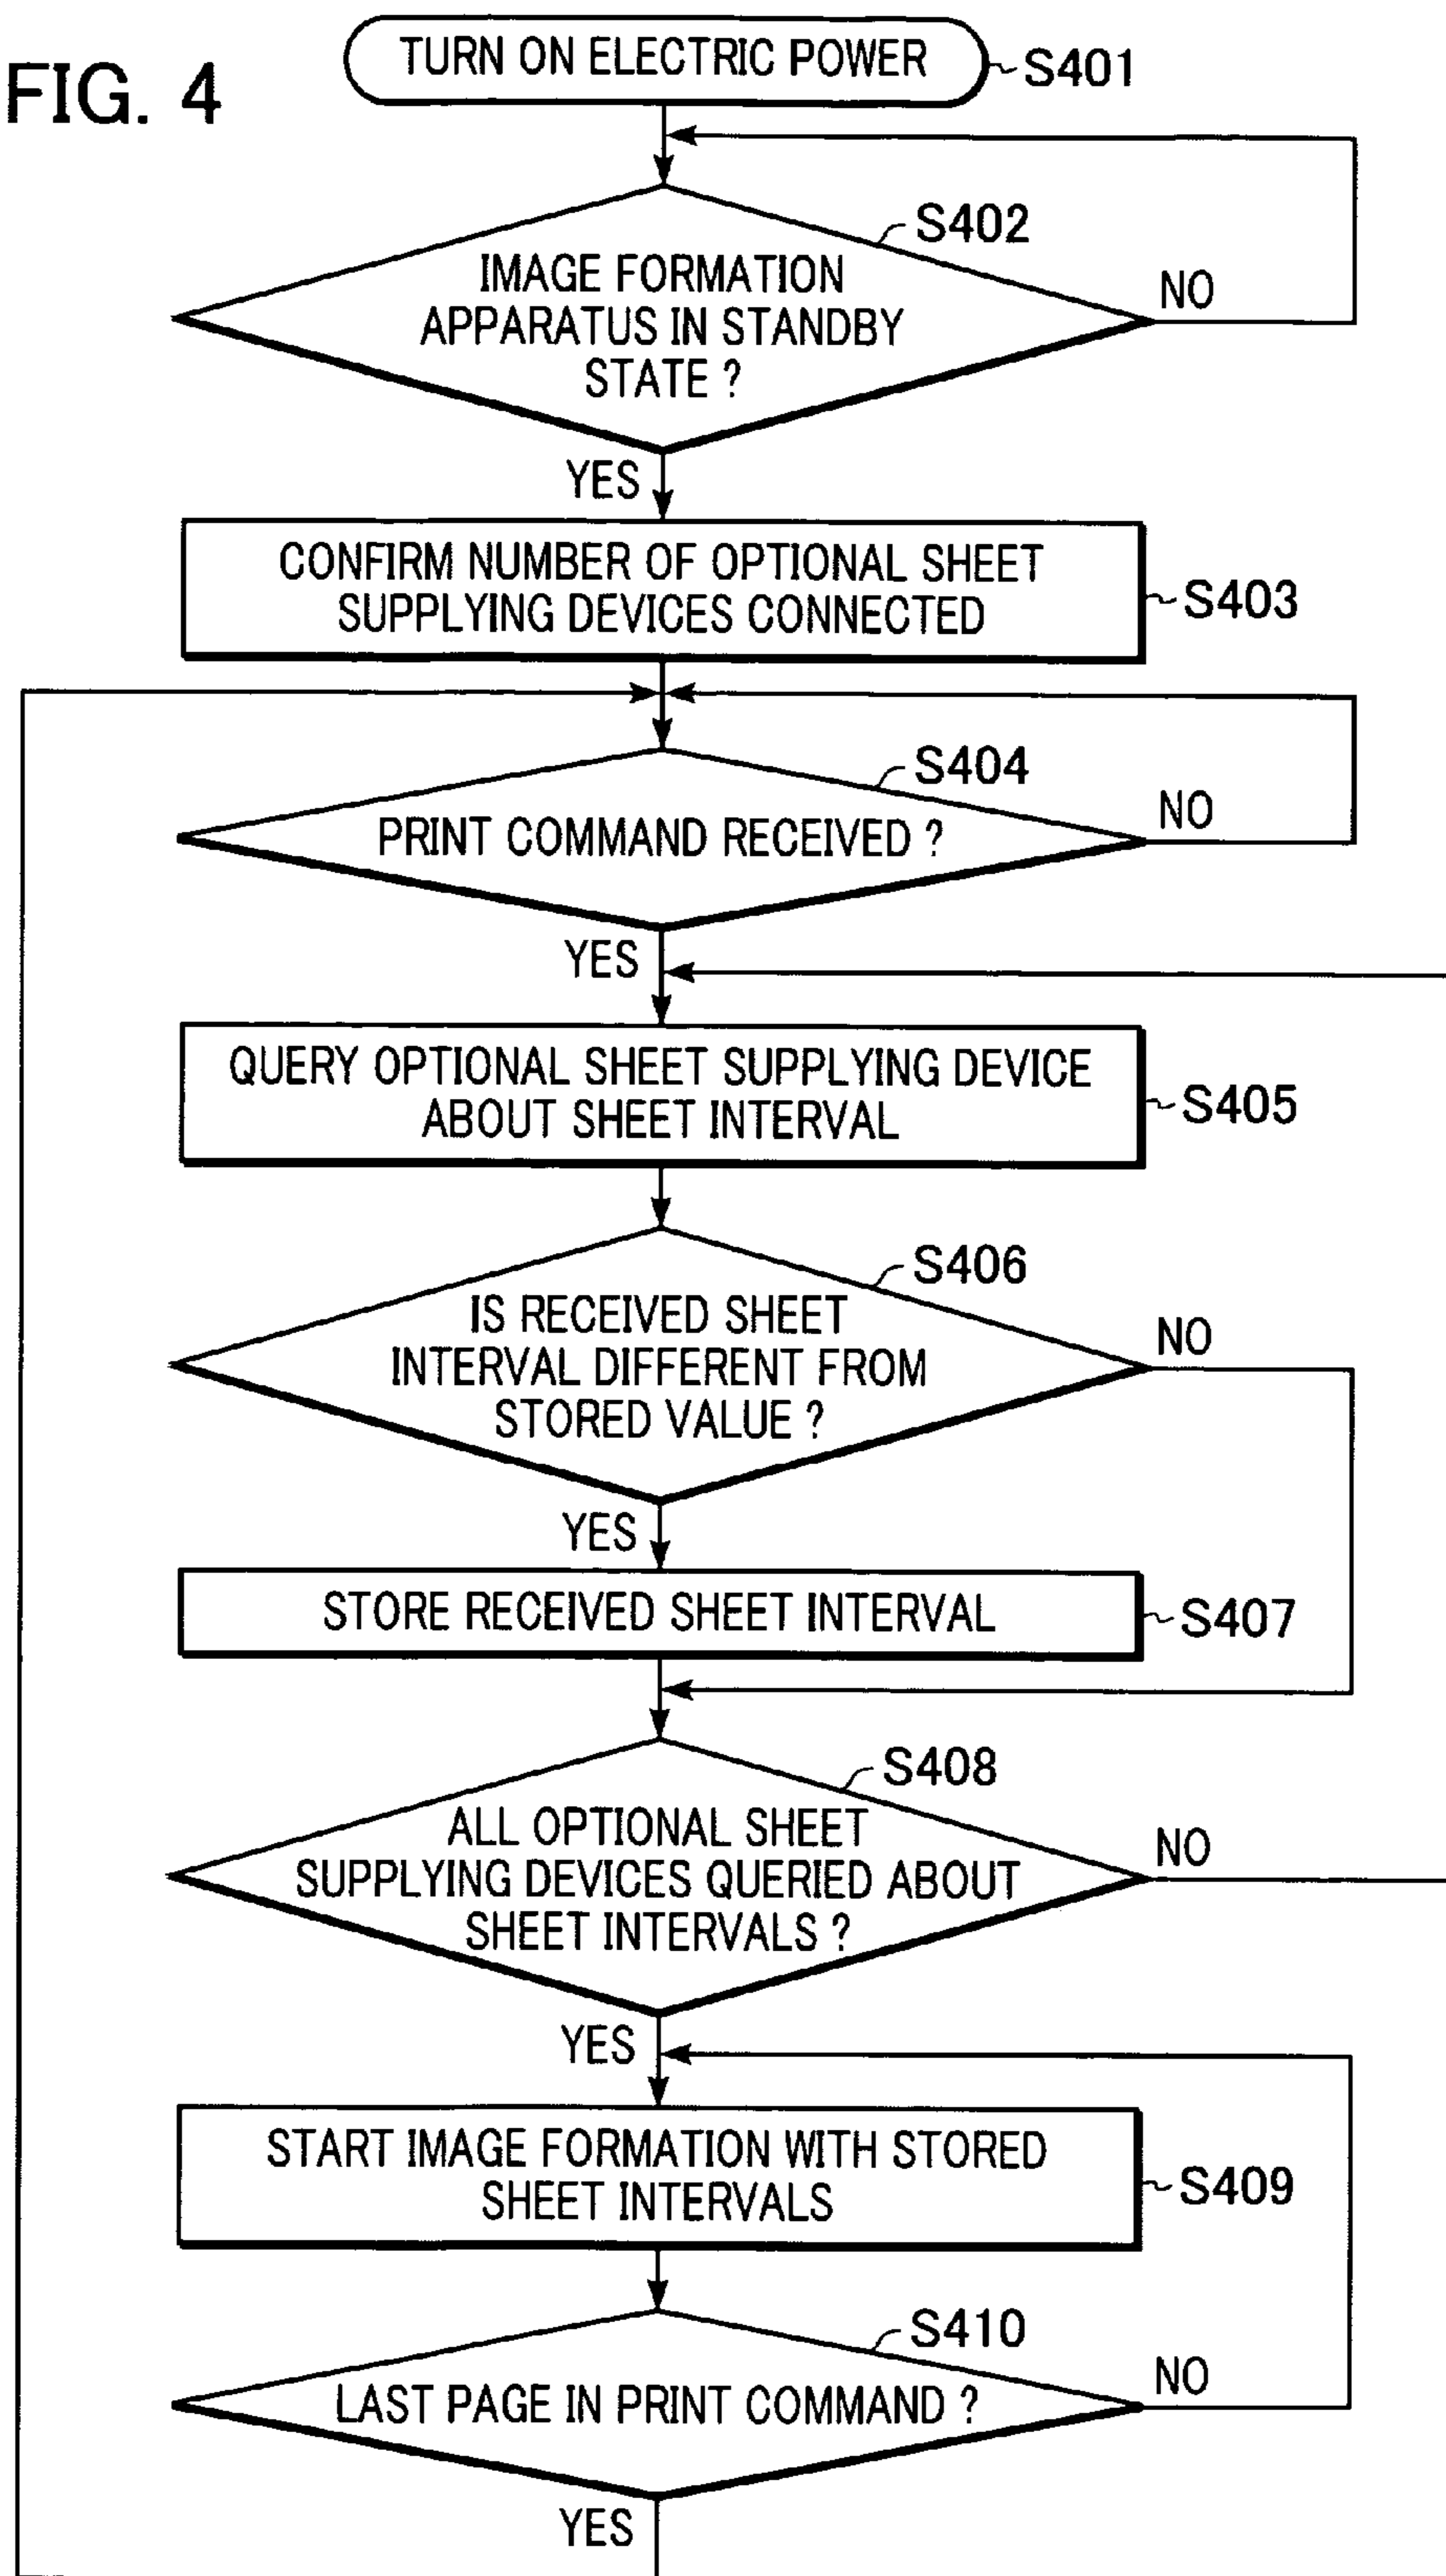 FIG. 4
TURN ON ELECTRIC POWER
S401
S402
IMAGE FORMATION
APPARATUS IN STANDBY
STATE ?
NO
YES
CONFIRM NUMBER OF OPTIONAL SHEET
SUPPLYING DEVICES CONNECTED
S403
S404
PRINT COMMAND RECEIVED ?
NO
YES
QUERY OPTIONAL SHEET SUPPLYING DEVICE
ABOUT SHEET INTERVAL
S405
S406
IS RECEIVED SHEET
INTERVAL DIFFERENT FROM
STORED VALUE ?
NO
YES
STORE RECEIVED SHEET INTERVAL
S407
S408
ALL OPTIONAL SHEET
SUPPLYING DEVICES QUERIED ABOUT
SHEET INTERVALS ?
NO
YES
START IMAGE FORMATION WITH STORED
SHEET INTERVALS
S409
S410
LAST PAGE IN PRINT COMMAND ?
NO
YES